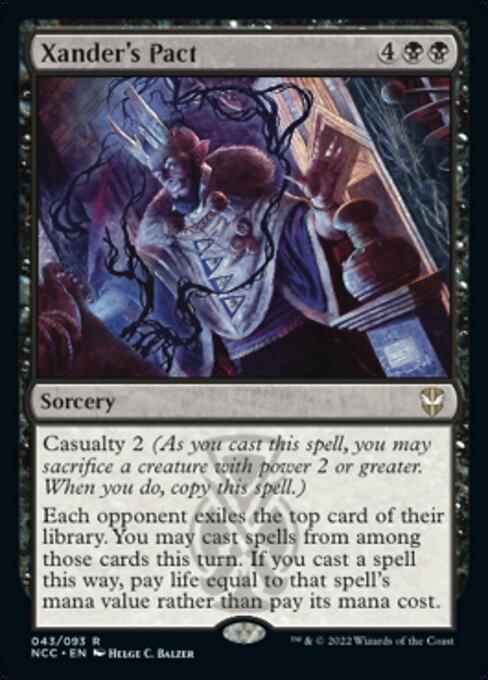 Xander's Pact 4
Sorcery
Casualty 2 (As you cast this spell, you may
sacrifice a creature with power 2 or greater.
When you do, copy this spell.)
Each opponent exiles the top card of their
library. You may cast spells from among
those cards this turn. If you cast a spell
this way, pay life equal to that spell's
mana value rather than pay its mana cost.
043/093 R
NCC • EN Helge C. Balzer
™ & © 2022 Wizards of the Coast